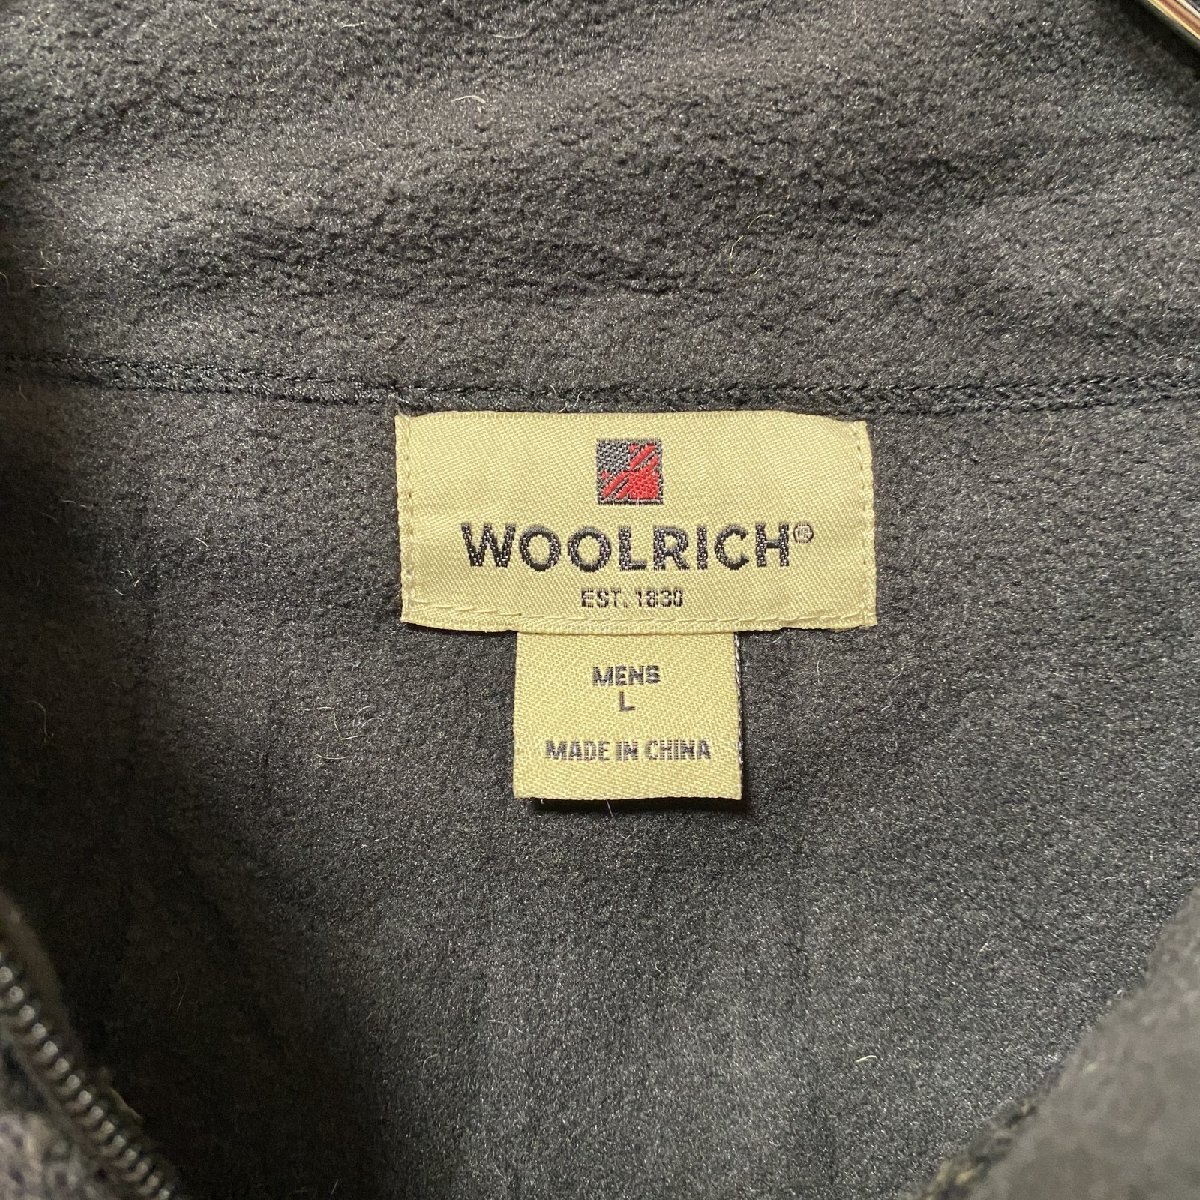 WOOLRICH®
EST. 1830
MENS
L
MADE IN CHINA